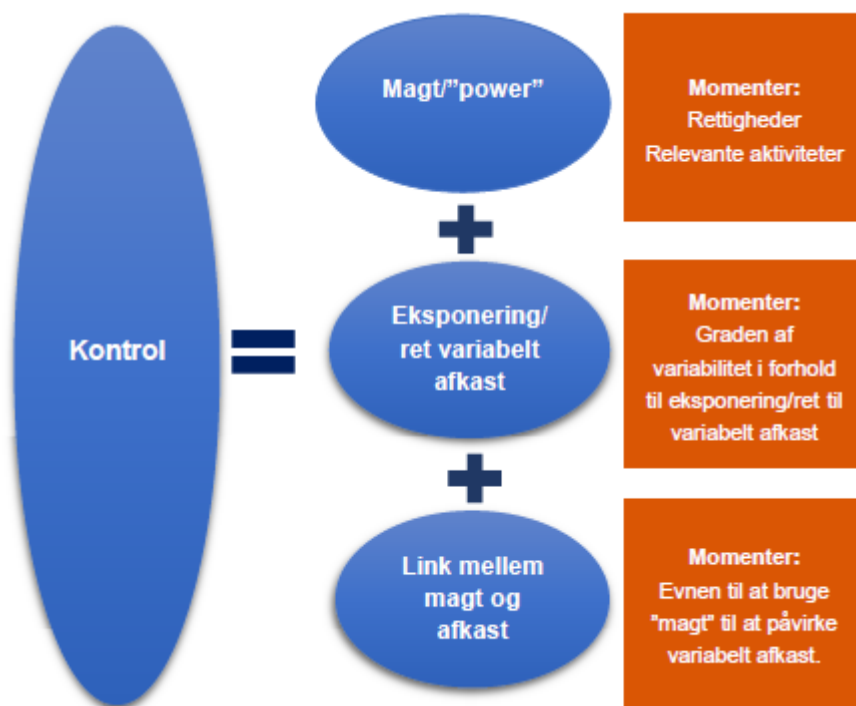 Kontrol
=
Magt/”power”
Momenter:
Rettigheder
Relevante aktiviteter
+
Eksponering/
ret variabelt
afkast
Momenter:
Graden af
variabilitet i forhold
til eksponering/ret til
variabelt afkast
+
Link mellem
magt og
afkast
Momenter:
Evnen til at bruge
"magt" til at påvirke
variabelt afkast.